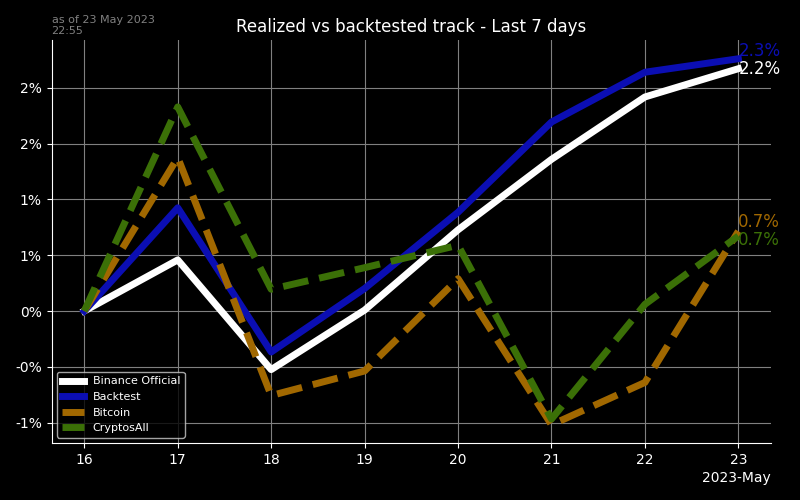 as of 23 May 2023
22:55
Realized vs backtested track - Last 7 days
2.3%
2.2%
2%
2%
1%
1%
0%
-0%
-1%
0.7%
0.7%
Binance Official
Backtest
Bitcoin
CryptosAll
16 17 18 19 20 21 22 23
2023-May